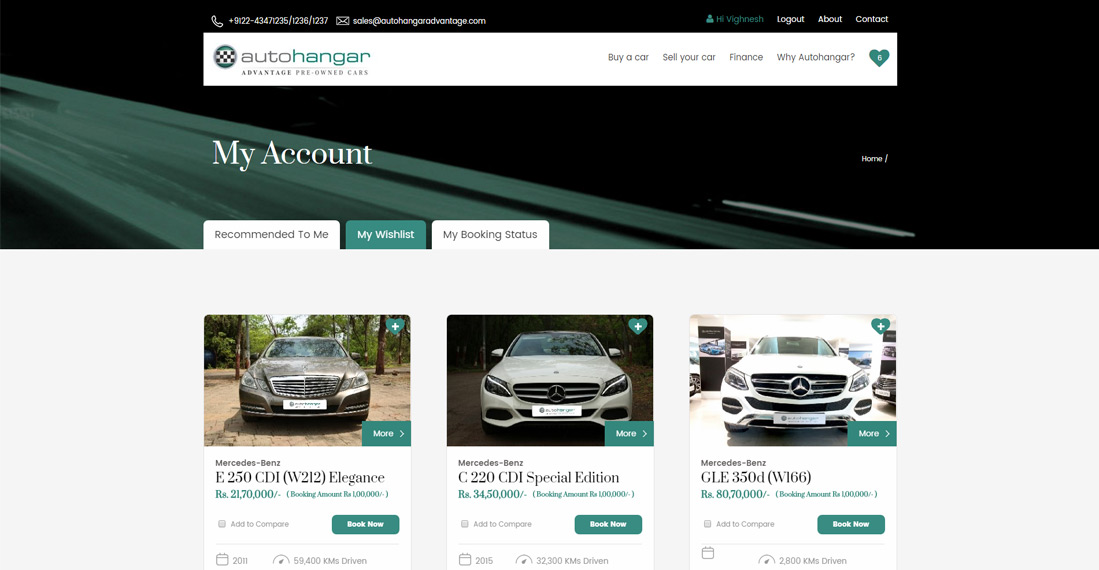 +9122-43471235/1236/1237 sales@autohangaradvantage.com Hi Vighnesh Logout About Contact
autohangar
ADVANTAGE PRE-OWNED CARS
Buy a car Sell your car Finance Why Autohangar? 6
My Account
Home /
Recommended To Me My Wishlist My Booking Status
autohangar
More
Mercedes-Benz
E 250 CDI (W212) Elegance
Rs. 21,70,000/- ( Booking Amount Rs 1,00,000/- )
Add to Compare Book Now
2011 59,400 KMs Driven
autohangar
More
Mercedes-Benz
C 220 CDI Special Edition
Rs. 34,50,000/- ( Booking Amount Rs 1,00,000/- )
Add to Compare Book Now
2015 32,300 KMs Driven
autohangar
More
Mercedes-Benz
GLE 350d (W166)
Rs. 80,70,000/- ( Booking Amount Rs 1,00,000/- )
Add to Compare Book Now
2,800 KMs Driven